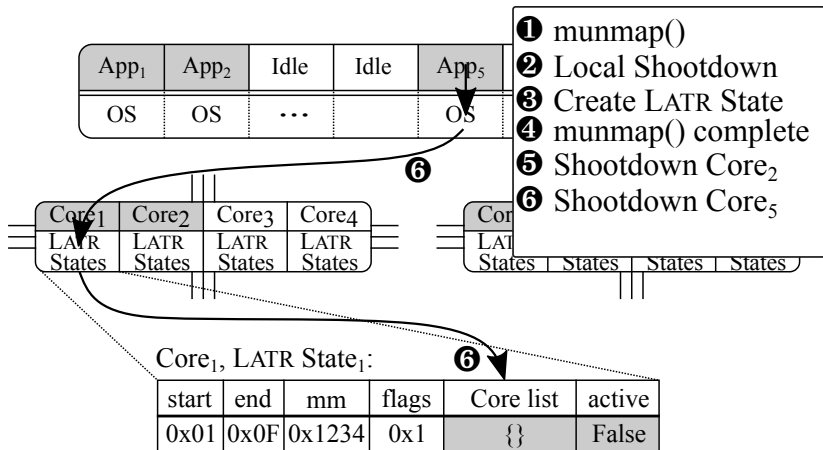 App₁ App₂ Idle Idle App₅
OS OS ... OS
❶ munmap()
❷ Local Shootdown
❸ Create LATR State
❹ munmap() complete
❺ Shootdown Core₂
❻ Shootdown Core₅
❻
Core₁ Core₂ Core₃ Core₄
LATR LATR LATR LATR
States States States States
States States States States
❻
Core₁, LATR State₁:
start end mm flags Core list active
0x01 0x0F 0x1234 0x1 {} False